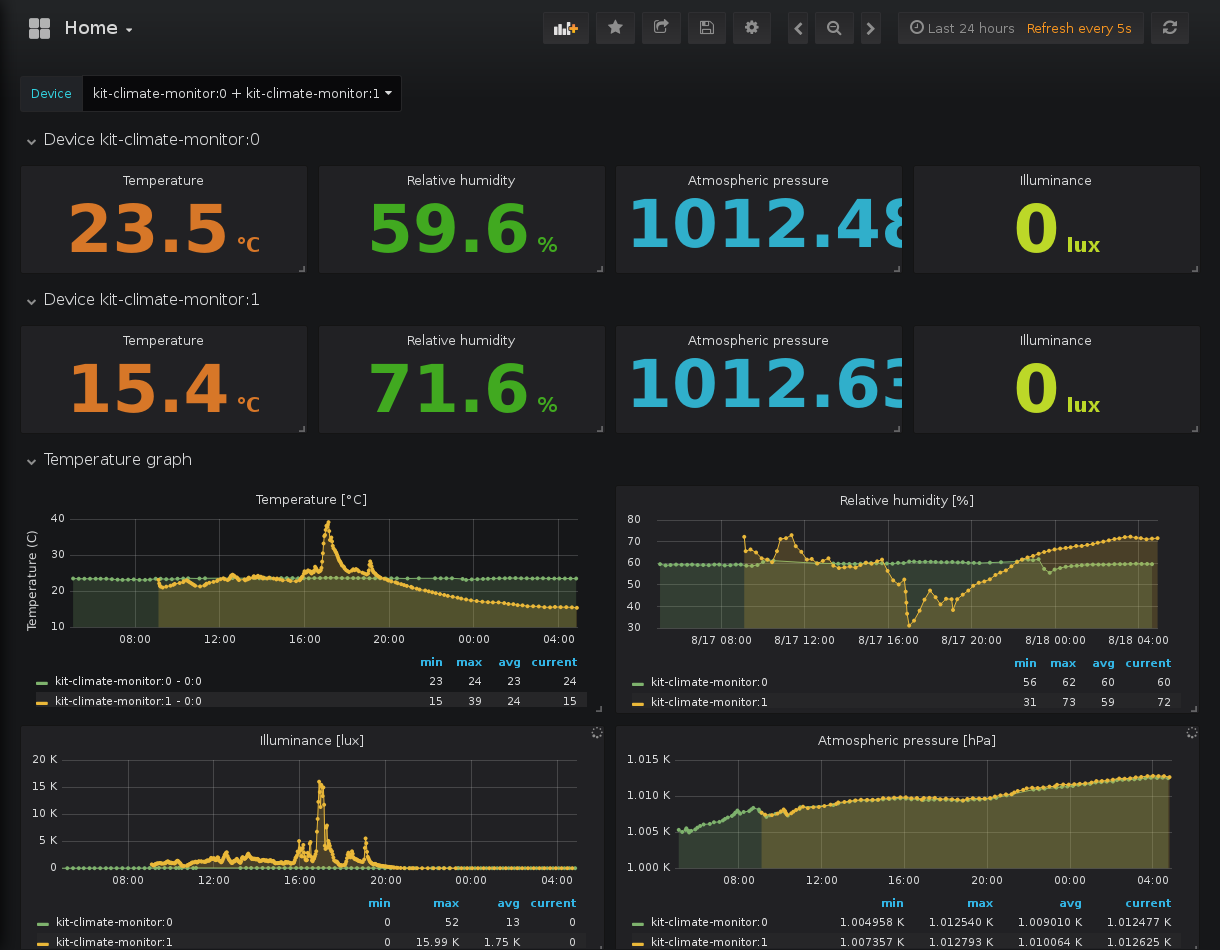 Home
Last 24 hours Refresh every 5s
Device kit-climate-monitor:0 + kit-climate-monitor:1
Device kit-climate-monitor:0
Temperature Relative humidity Atmospheric pressure Illuminance
23.5 °C 59.6 % 1012.48 0 lux
Device kit-climate-monitor:1
Temperature Relative humidity Atmospheric pressure Illuminance
15.4 °C 71.6 % 1012.63 0 lux
Temperature graph
Temperature [°C]
Temperature (C)
40
30
20
10
08:00 12:00 16:00 20:00 00:00 04:00
min max avg current
kit-climate-monitor:0 - 0:0 23 24 23 24
kit-climate-monitor:1 - 0:0 15 39 24 15
Relative humidity [%]
80
70
60
50
40
30
8/17 08:00 8/17 12:00 8/17 16:00 8/17 20:00 8/18 00:00 8/18 04:00
min max avg current
kit-climate-monitor:0 56 62 60 60
kit-climate-monitor:1 31 73 59 72
Illuminance [lux]
20 K
15 K
10 K
5 K
0
08:00 12:00 16:00 20:00 00:00 04:00
min max avg current
kit-climate-monitor:0 0 52 13 0
kit-climate-monitor:1 0 15.99 K 1.75 K 0
Atmospheric pressure [hPa]
1.015 K
1.010 K
1.005 K
1.000 K
08:00 12:00 16:00 20:00 00:00 04:00
min max avg current
kit-climate-monitor:0 1.004958 K 1.012540 K 1.009010 K 1.012477 K
kit-climate-monitor:1 1.007357 K 1.012793 K 1.010064 K 1.012625 K